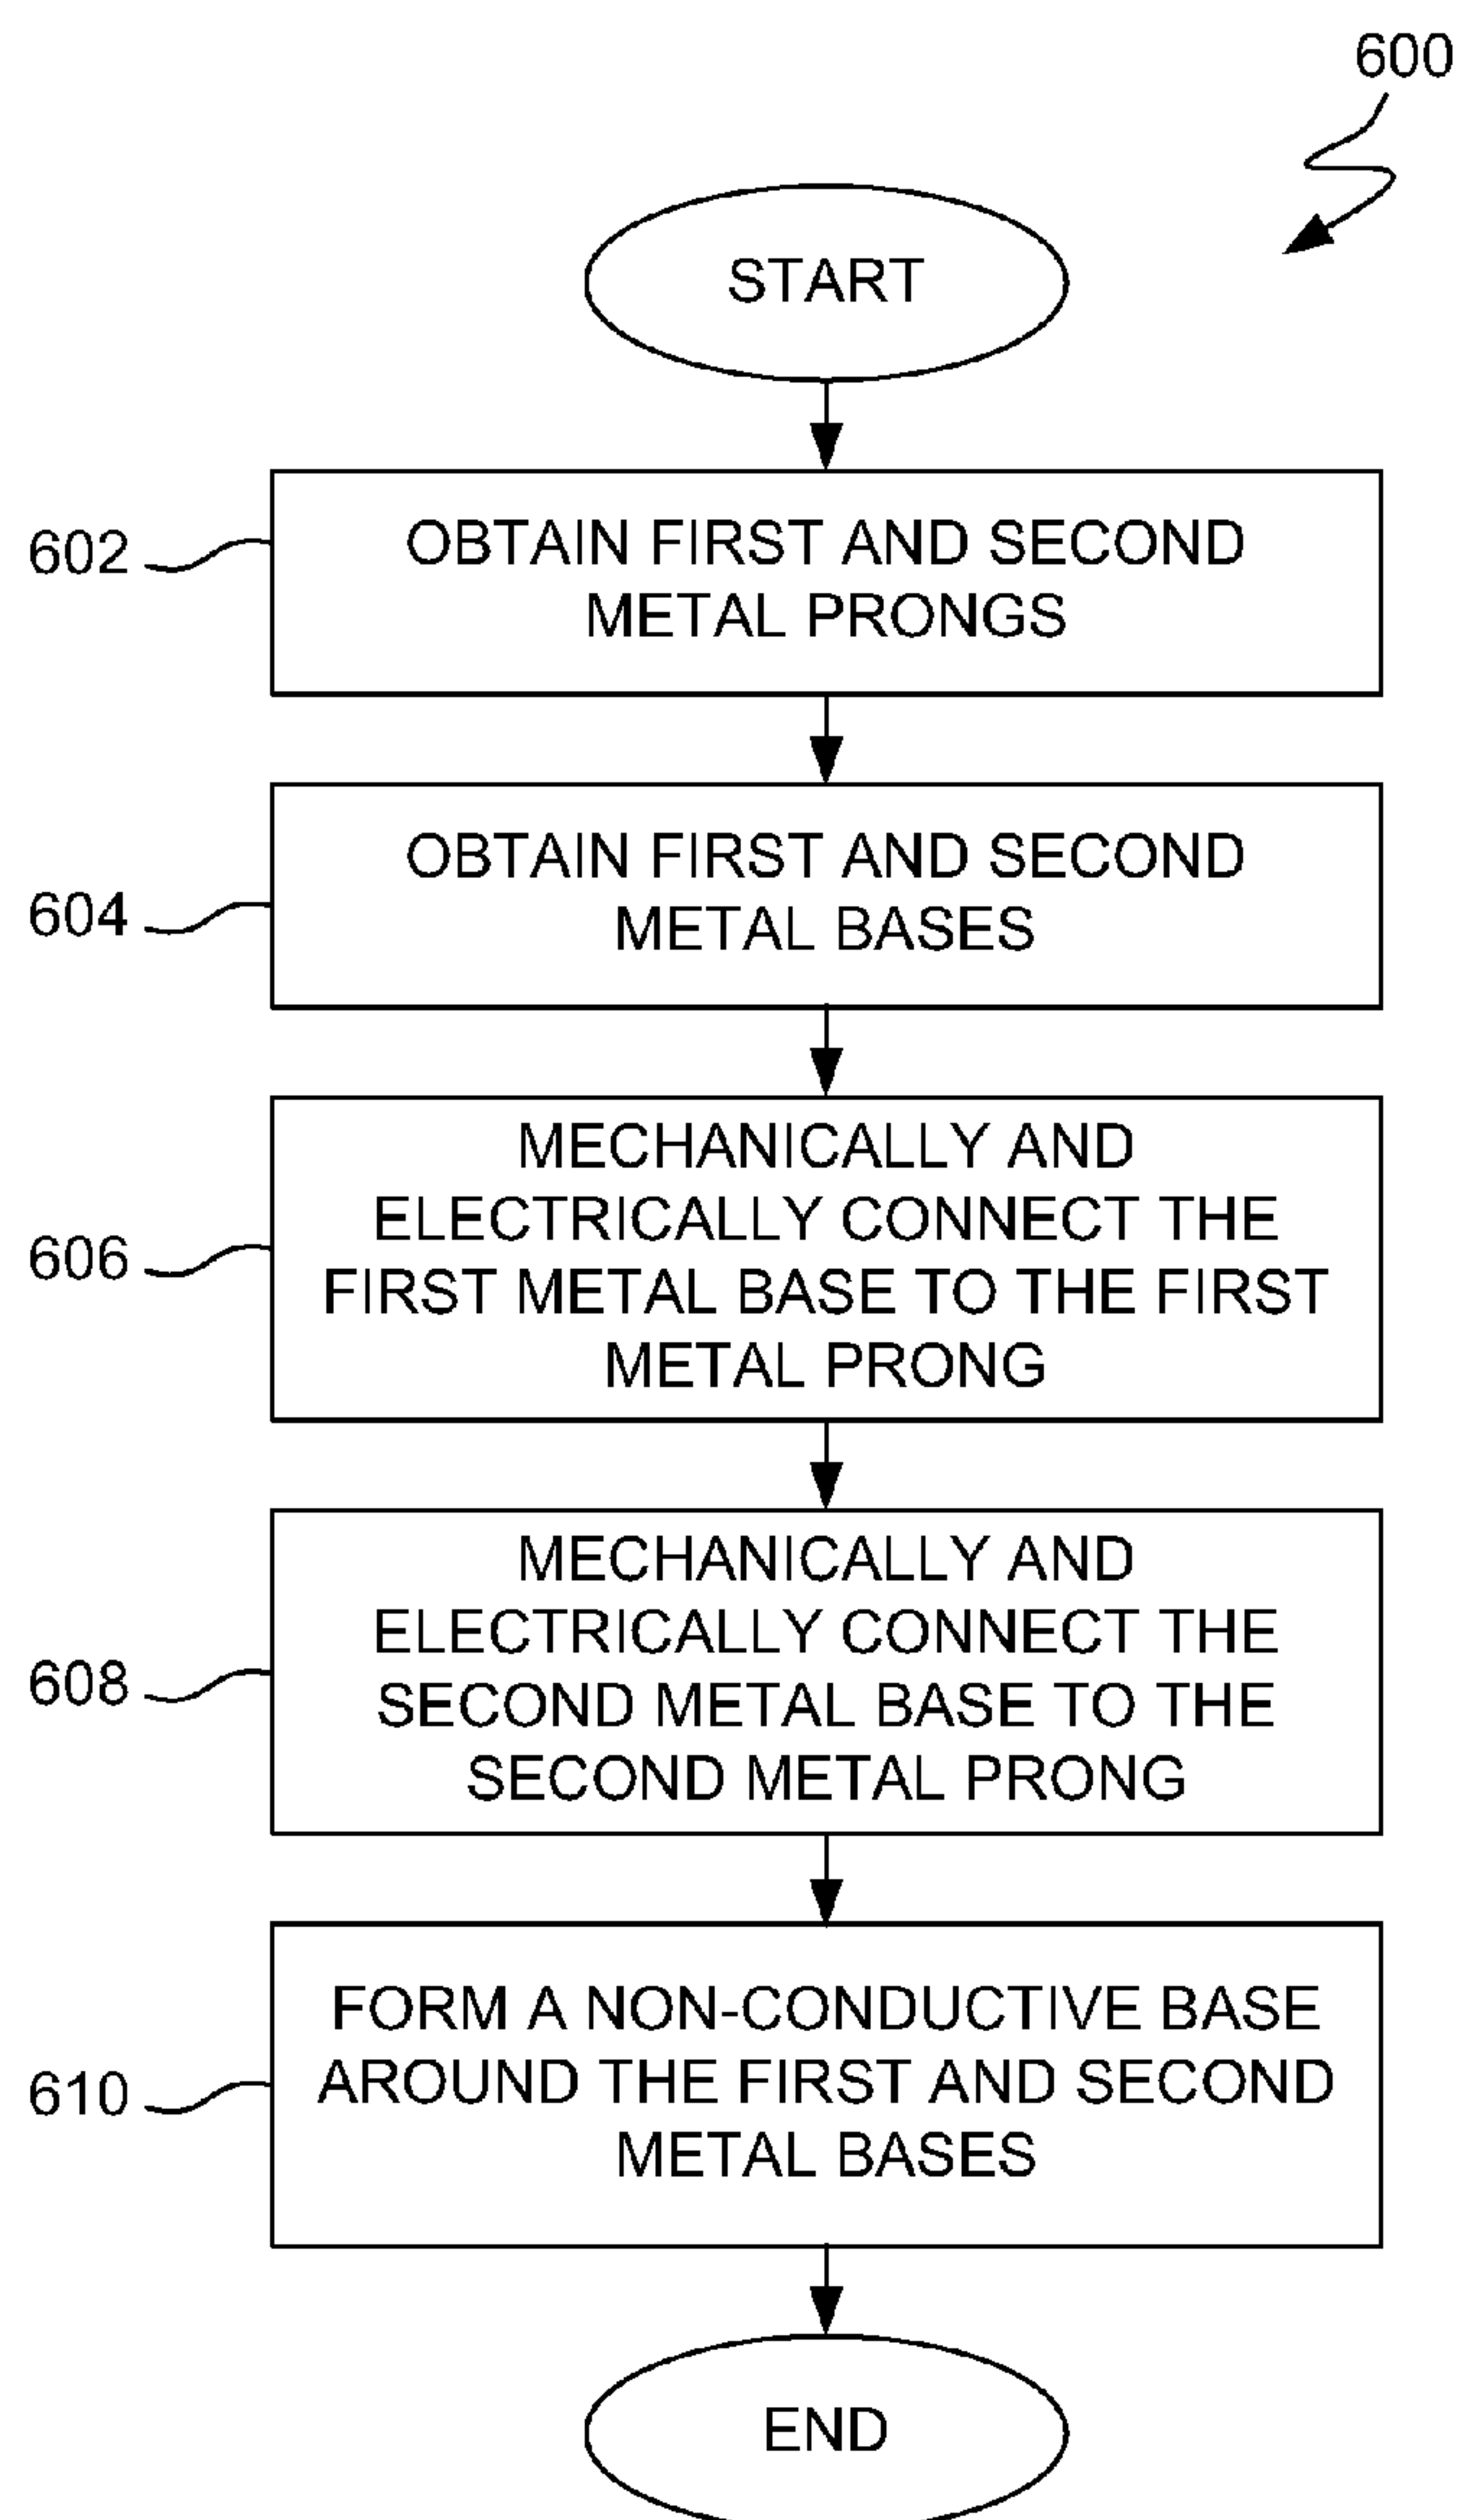 600
START
602
OBTAIN FIRST AND SECOND
METAL PRONGS
604
OBTAIN FIRST AND SECOND
METAL BASES
606
MECHANICALLY AND
ELECTRICALLY CONNECT THE
FIRST METAL BASE TO THE FIRST
METAL PRONG
608
MECHANICALLY AND
ELECTRICALLY CONNECT THE
SECOND METAL BASE TO THE
SECOND METAL PRONG
610
FORM A NON-CONDUCTIVE BASE
AROUND THE FIRST AND SECOND
METAL BASES
END